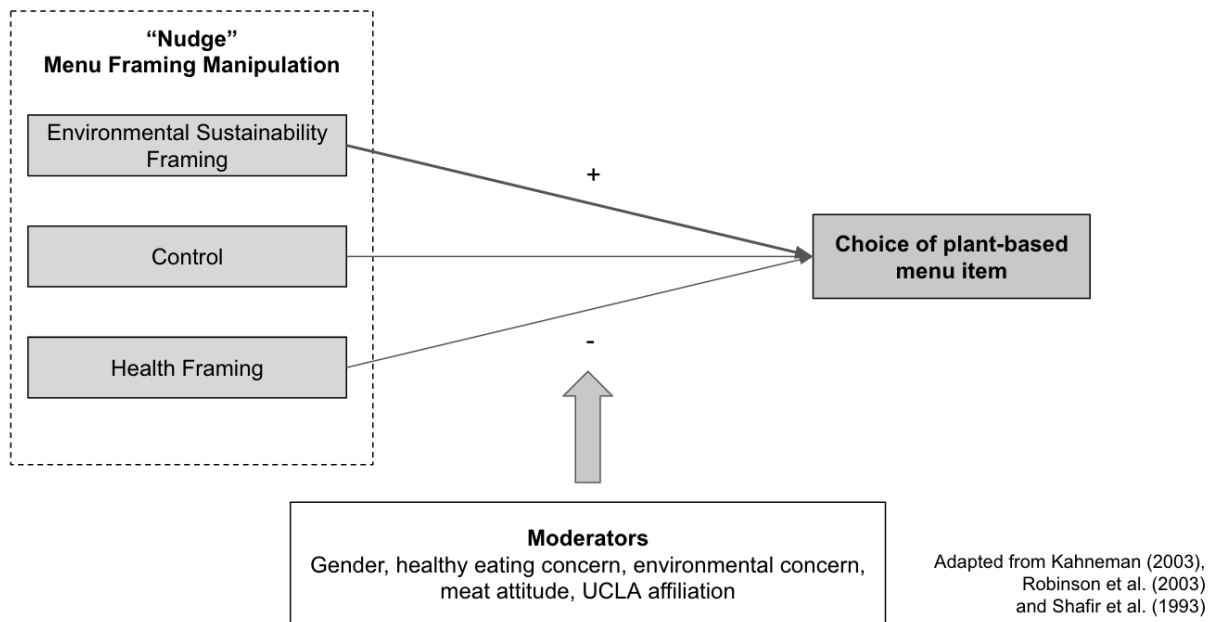 “Nudge”
Menu Framing Manipulation
Environmental Sustainability
Framing
+
Control
Choice of plant-based
menu item
Health Framing
-
Moderators
Gender, healthy eating concern, environmental concern,
meat attitude, UCLA affiliation
Adapted from Kahneman (2003),
Robinson et al. (2003)
and Shafir et al. (1993)